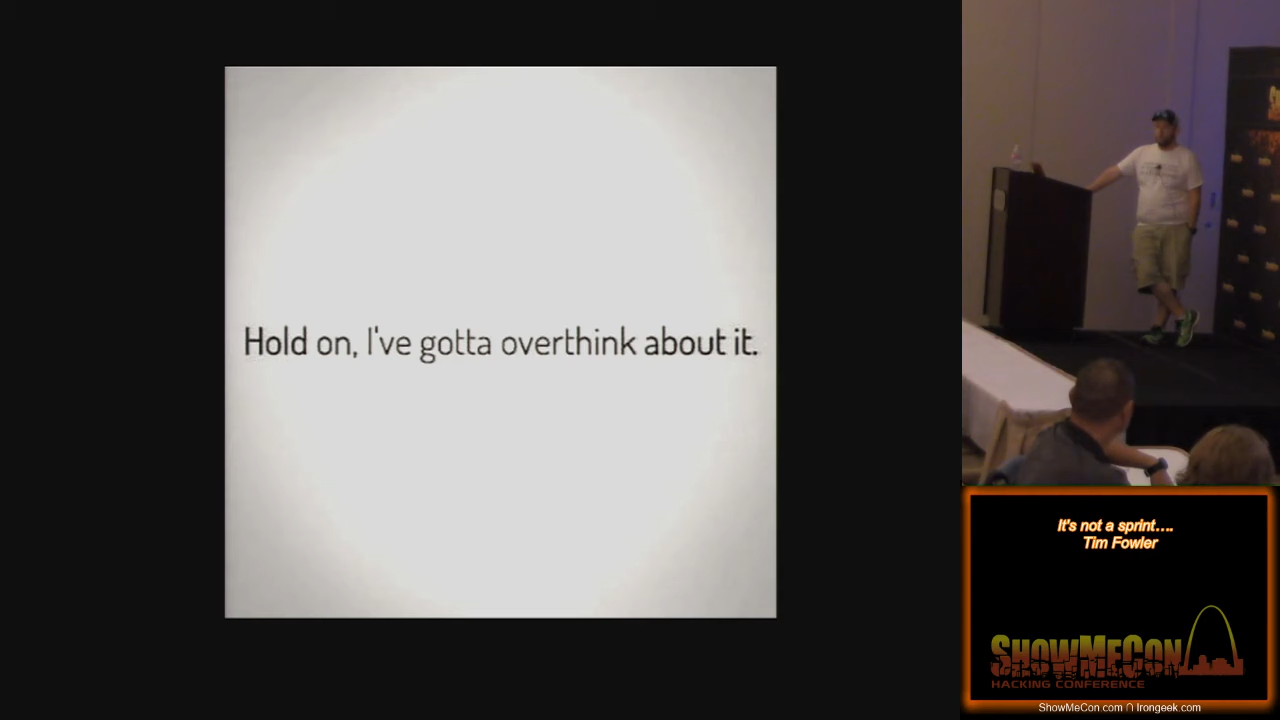 Hold on, I've gotta overthink about it.
It's not a sprint....
Tim Fowler
SHOWMECON
HACKING CONFERENCE
ShowMeCon.com ∩ Irongeek.com